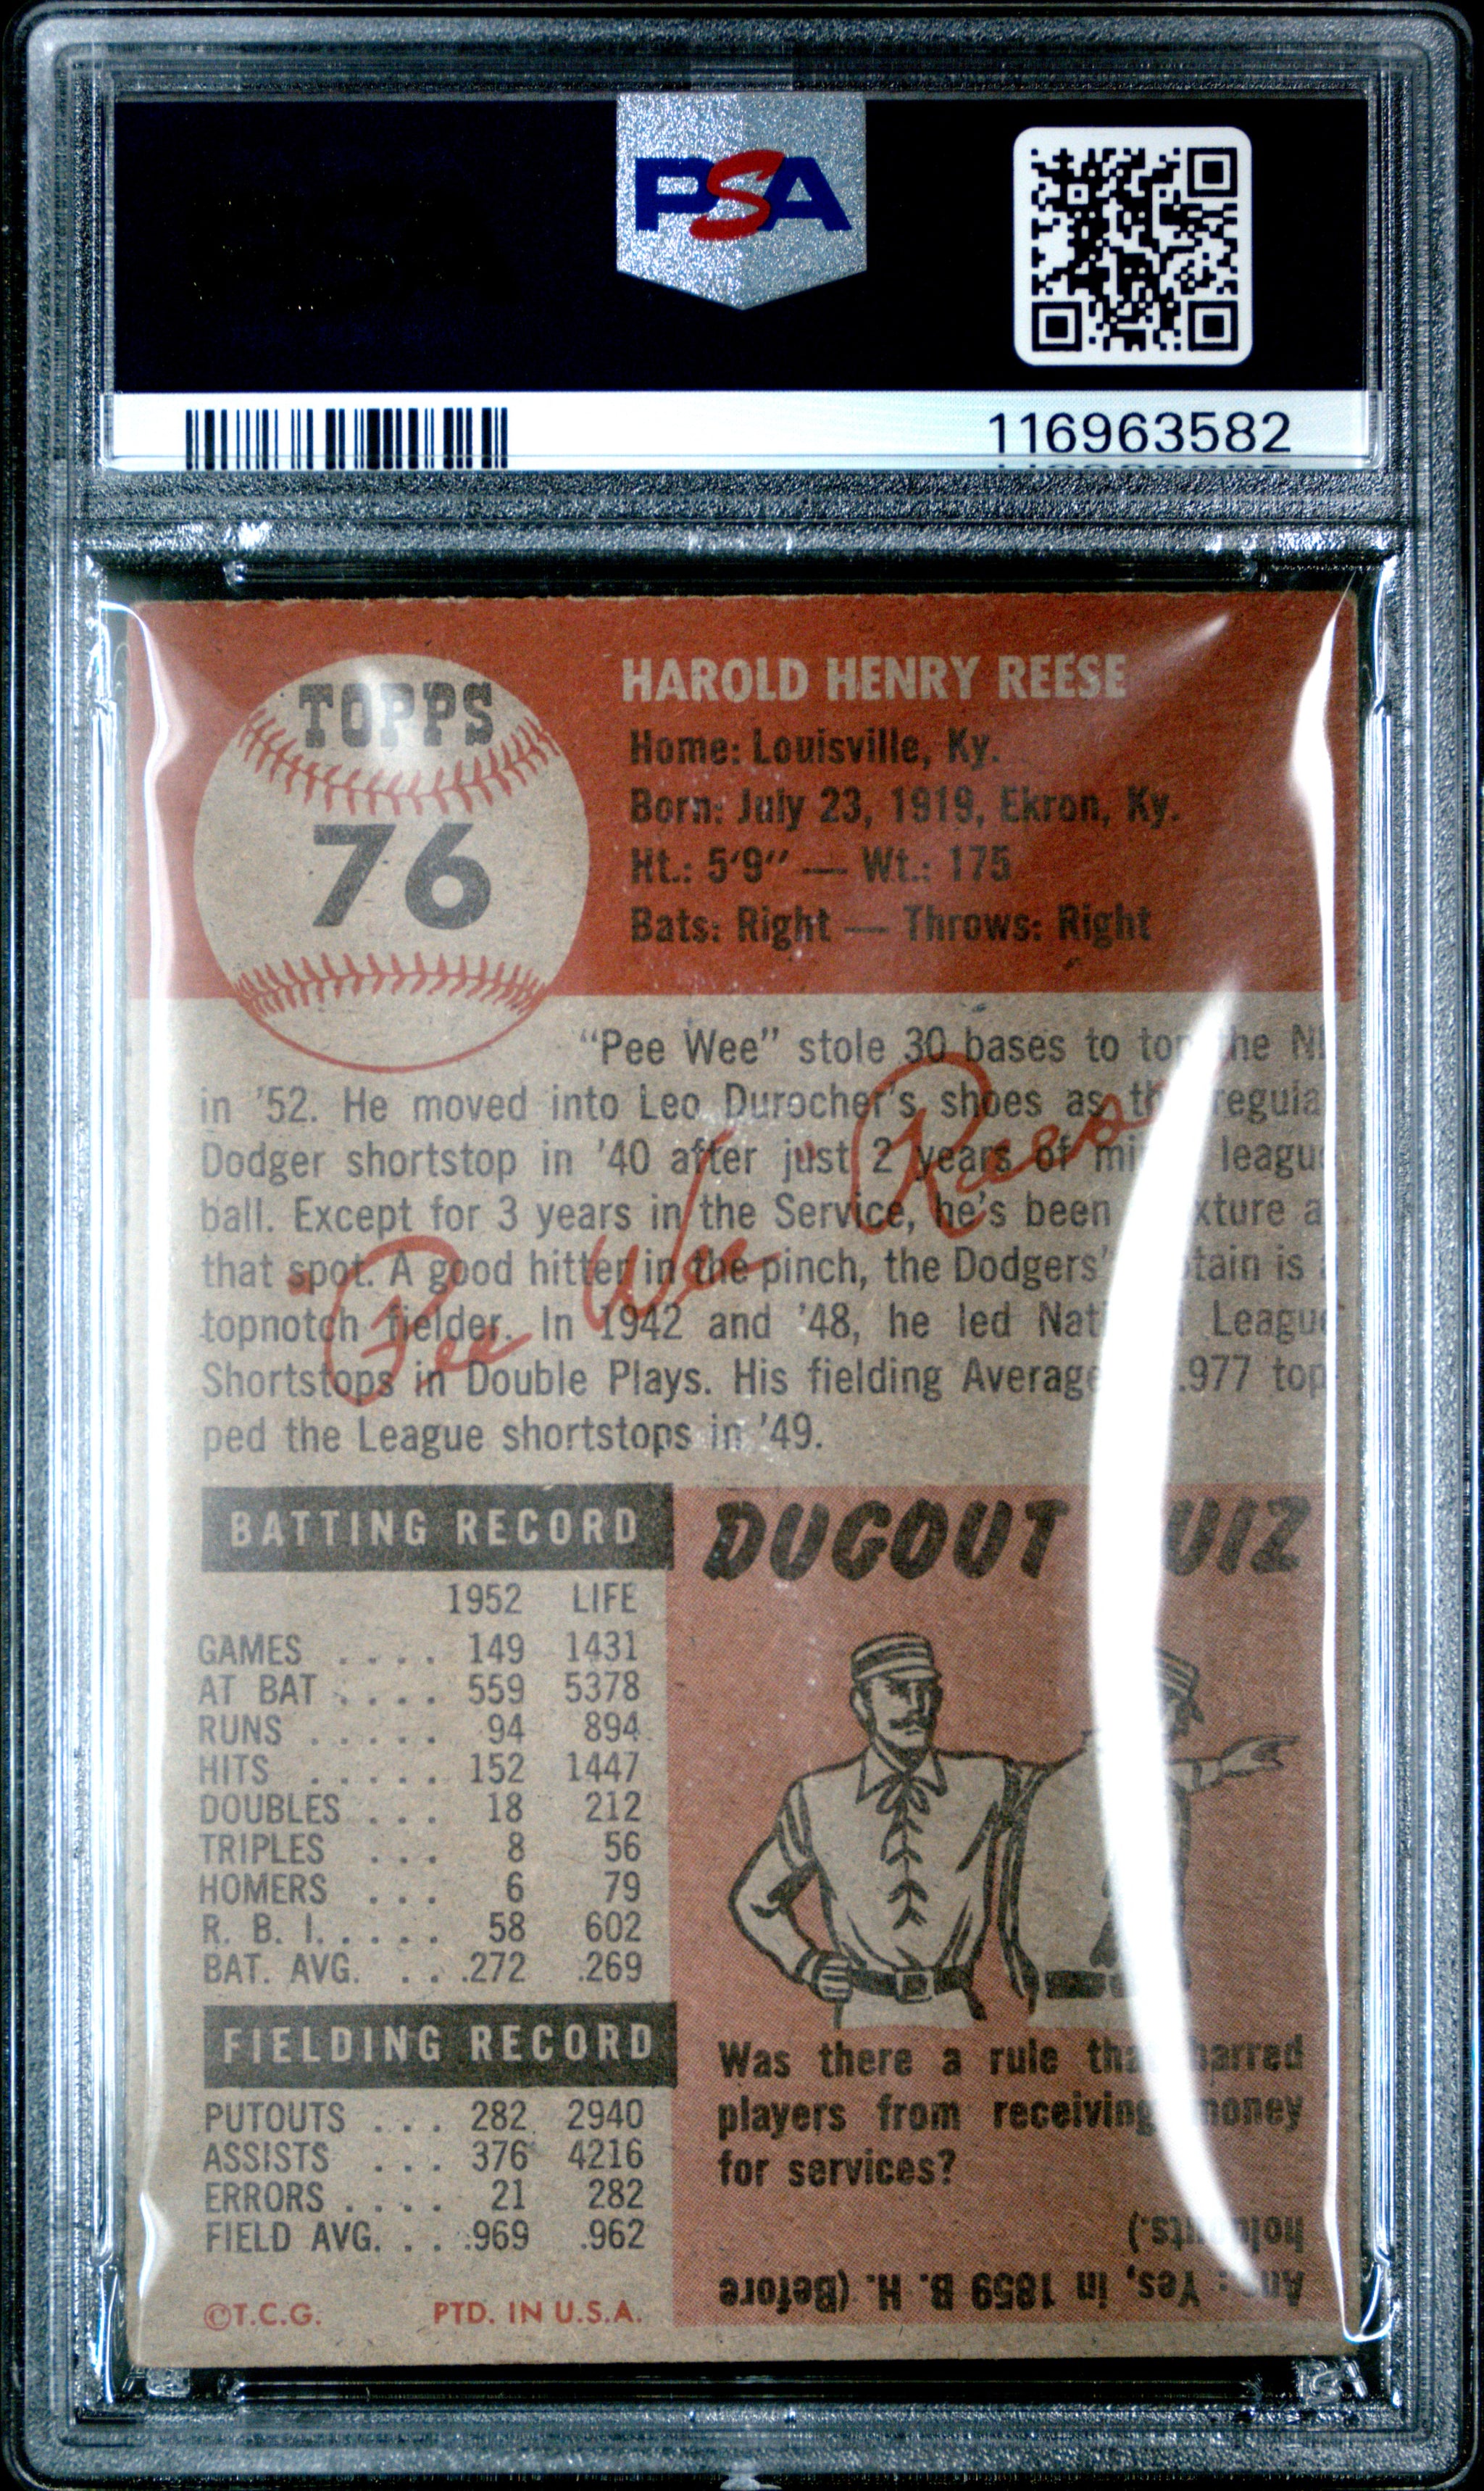 PSA
116963582
TOPPS
76
HAROLD HENRY REESE
Home: Louisville, Ky.
Born: July 23, 1919, Ekron, Ky.
Ht.: 5'9" — Wt.: 175
Bats: Right — Throws: Right
"Pee Wee" stole 30 bases to top the NL
in '52. He moved into Leo Durocher's shoes as the regula
Dodger shortstop in '40 after just 2 years of mi leagu
ball. Except for 3 years in the Service, he's been xture a
that spot. A good hitter in the pinch, the Dodgers' tain is
topnotch fielder. In 1942 and '48, he led Nat League
Shortstops in Double Plays. His fielding Average .977 top
ped the League shortstops in '49.
"Pee Wee" Reese
BATTING RECORD
1952 LIFE
GAMES .... 149 1431
AT BAT .... 559 5378
RUNS ..... 94 894
HITS ..... 152 1447
DOUBLES ... 18 212
TRIPLES ... 8 56
HOMERS ... 6 79
R. B. I. .... 58 602
BAT. AVG. ... .272 .269
FIELDING RECORD
PUTOUTS ... 282 2940
ASSISTS ... 376 4216
ERRORS .... 21 282
FIELD AVG. ... .969 .962
©T.C.G. PTD. IN U.S.A.
DUGOUT UIZ
Was there a rule that barred
players from receiving money
for services?
Ans: Yes, in 1859 B. H. (Before
holdouts.)